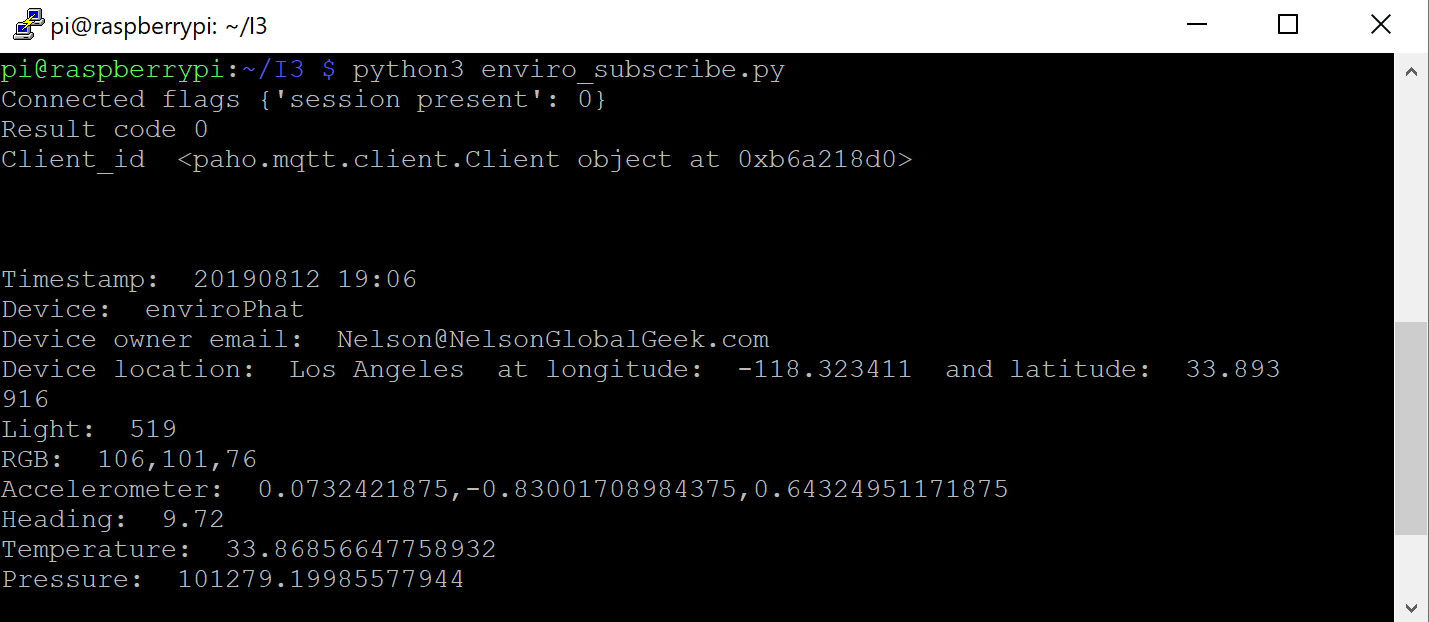 pi@raspberrypi: ~/I3
pi@raspberrypi:~/I3 $ python3 enviro_subscribe.py
Connected flags {'session present': 0}
Result code 0
Client_id  <paho.mqtt.client.Client object at 0xb6a218d0>
Timestamp:  20190812 19:06
Device:  enviroPhat
Device owner email:  Nelson@NelsonGlobalGeek.com
Device location:  Los Angeles  at longitude:  -118.323411  and latitude:  33.893
916
Light:  519
RGB:  106,101,76
Accelerometer:  0.0732421875,-0.83001708984375,0.64324951171875
Heading:  9.72
Temperature:  33.86856647758932
Pressure:  101279.19985577944